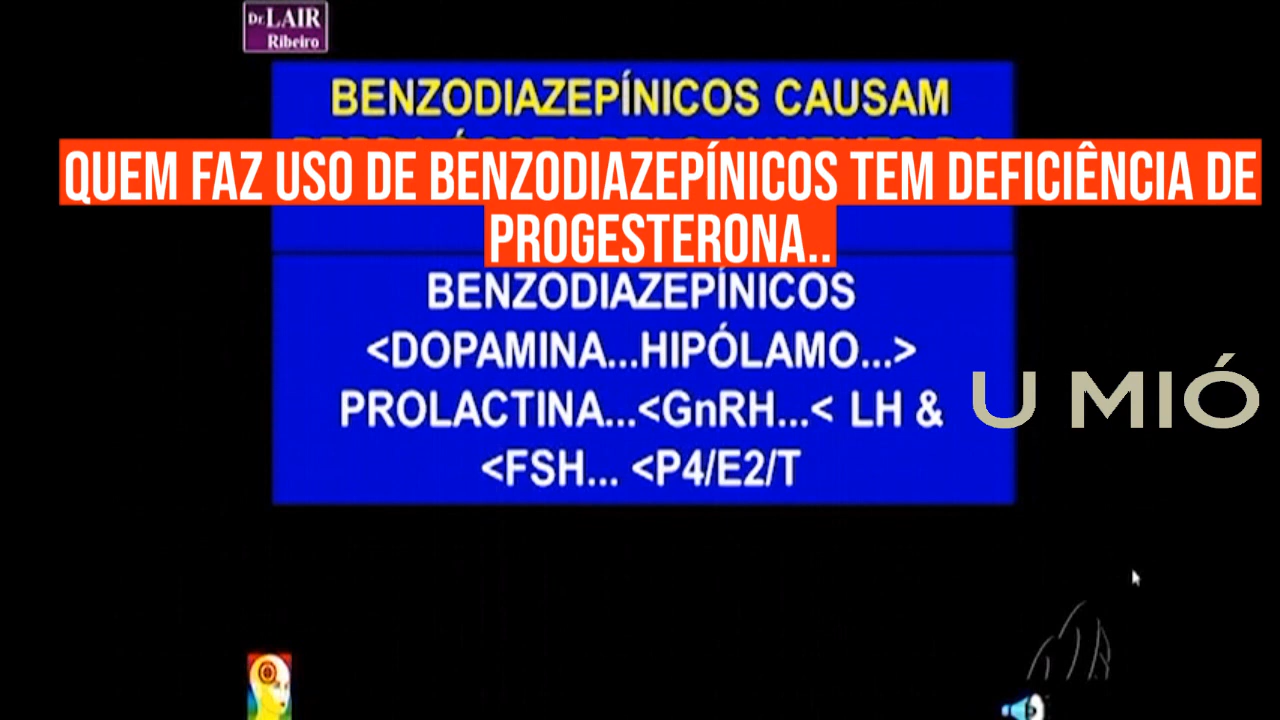 Dr. LAIR
Ribeiro
BENZODIAZEPÍNICOS CAUSAM
QUEM FAZ USO DE BENZODIAZEPÍNICOS TEM DEFICIÊNCIA DE
PROGESTERONA..
BENZODIAZEPÍNICOS
<DOPAMINA...HIPÓLAMO...>
PROLACTINA...<GnRH...< LH &
<FSH... <P4/E2/T
U MIÓ